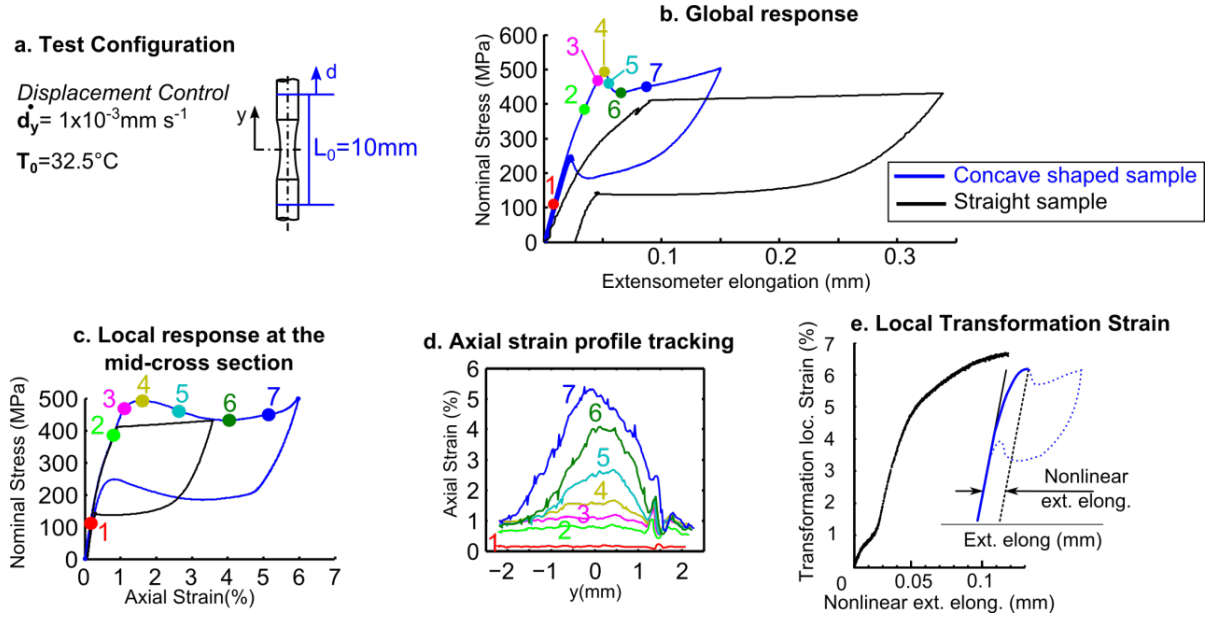 a. Test Configuration
Displacement Control
ḋy= 1x10-3mm s-1
T0=32.5°C
y
d
L0=10mm
b. Global response
Nominal Stress (MPa)
600
500
400
300
200
100
0
0.1
0.2
0.3
Extensometer elongation (mm)
1
2
3
4
5
6
7
Concave shaped sample
Straight sample
c. Local response at the
mid-cross section
Nominal Stress (MPa)
500
400
300
200
100
0
0 1 2 3 4 5 6 7
Axial Strain(%)
1
2
3
4
5
6
7
d. Axial strain profile tracking
Axial Strain (%)
6
5
4
3
2
1
0
−2 −1 0 1 2
y(mm)
7
6
5
4
3
2
1
e. Local Transformation Strain
Transformation loc. Strain (%)
7
6
5
4
3
2
1
0
0 0.05 0.1
Nonlinear ext. elong. (mm)
Nonlinear
ext. elong.
Ext. elong (mm)